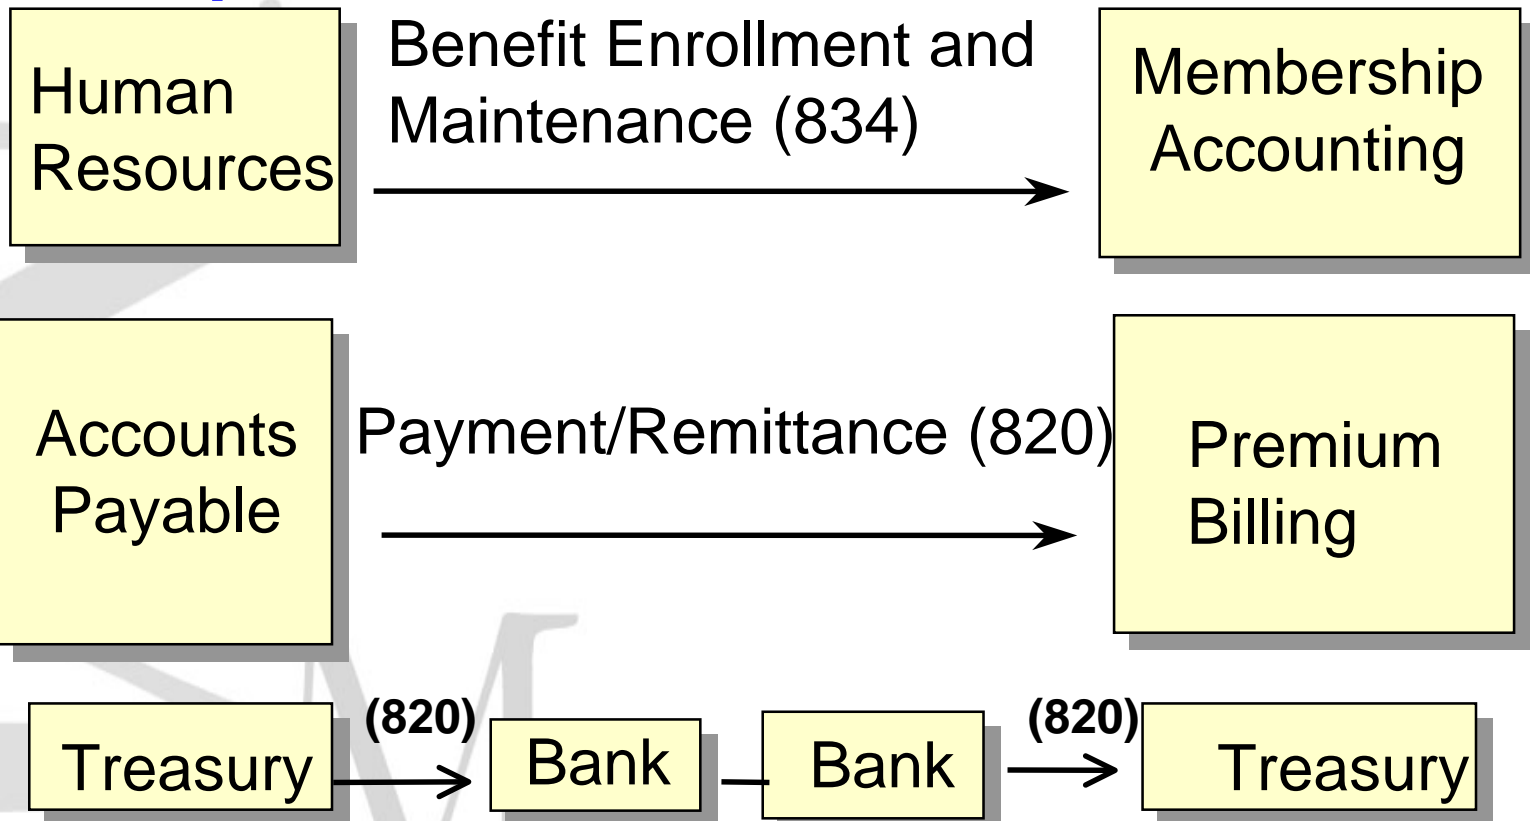 Human
Resources
Benefit Enrollment and
Maintenance (834)
Membership
Accounting
Accounts
Payable
Payment/Remittance (820)
Premium
Billing
Treasury
(820)
Bank
Bank
(820)
Treasury